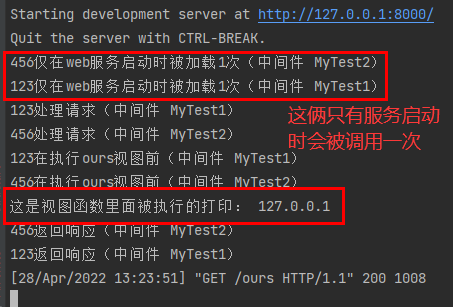 Starting development server at http://127.0.0.1:8000/
Quit the server with CTRL-BREAK.
456仅在web服务启动时被加载1次（中间件 MyTest2）
123仅在web服务启动时被加载1次（中间件 MyTest1）
123处理请求（中间件 MyTest1）
456处理请求（中间件 MyTest2）
这俩只有服务启动
时会被调用一次
123在执行ours视图前（中间件 MyTest1）
456在执行ours视图前（中间件 MyTest2）
这是视图函数里面被执行的打印： 127.0.0.1
456返回响应（中间件 MyTest2）
123返回响应（中间件 MyTest1）
[28/Apr/2022 13:23:51] "GET /ours HTTP/1.1" 200 1008